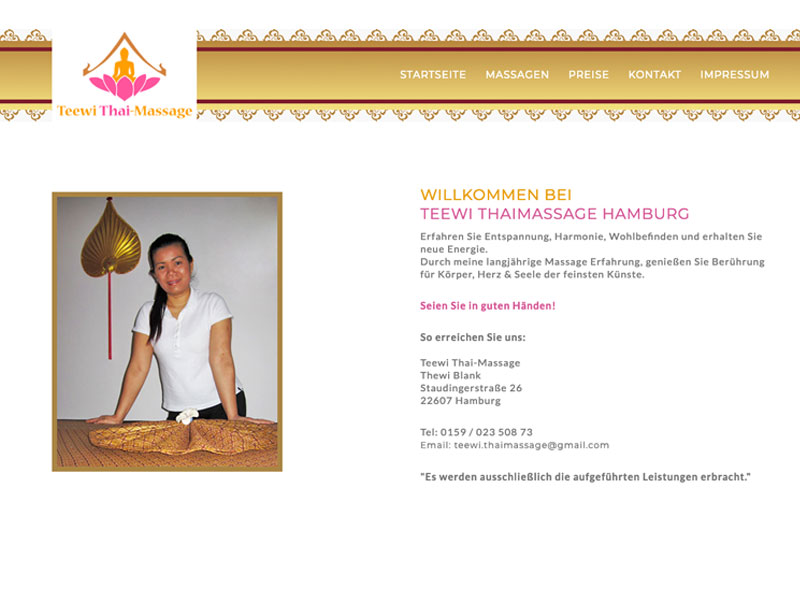 Teewi Thai-Massage
STARTSEITE MASSAGEN PREISE KONTAKT IMPRESSUM
WILLKOMMEN BEI
TEEWI THAIMASSAGE HAMBURG
Erfahren Sie Entspannung, Harmonie, Wohlbefinden und erhalten Sie
neue Energie.
Durch meine langjährige Massage Erfahrung, genießen Sie Berührung
für Körper, Herz & Seele der feinsten Künste.
Seien Sie in guten Händen!
So erreichen Sie uns:
Teewi Thai-Massage
Thewi Blank
Staudingerstraße 26
22607 Hamburg
Tel: 0159 / 023 508 73
Email: teewi.thaimassage@gmail.com
"Es werden ausschließlich die aufgeführten Leistungen erbracht."